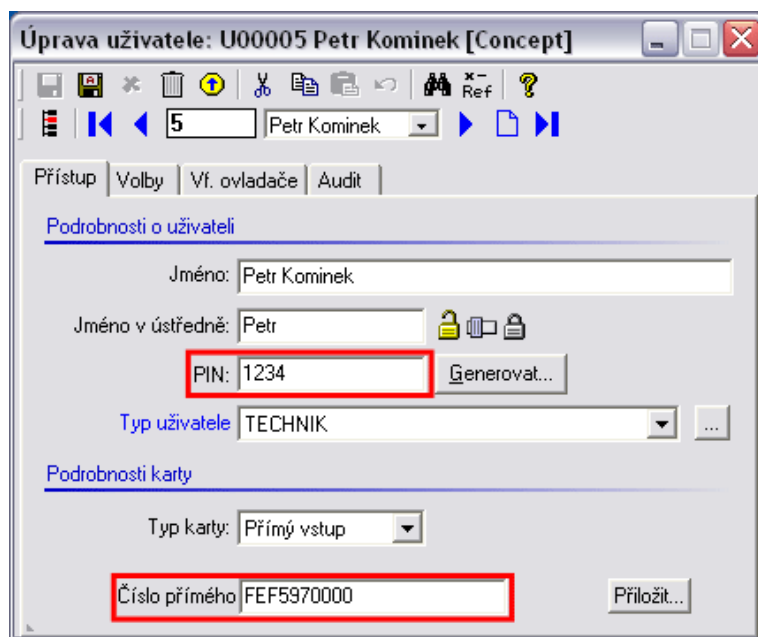 Úprava uživatele: U00005 Petr Kominek [Concept]
x- Ref
5 Petr Kominek
Přístup Volby Vf. ovladače Audit
Podrobnosti o uživateli
Jméno: Petr Kominek
Jméno v ústředně: Petr
PIN: 1234 Generovat...
Typ uživatele TECHNIK ...
Podrobnosti karty
Typ karty: Přímý vstup
Číslo přímého FEF5970000 Přiložit...